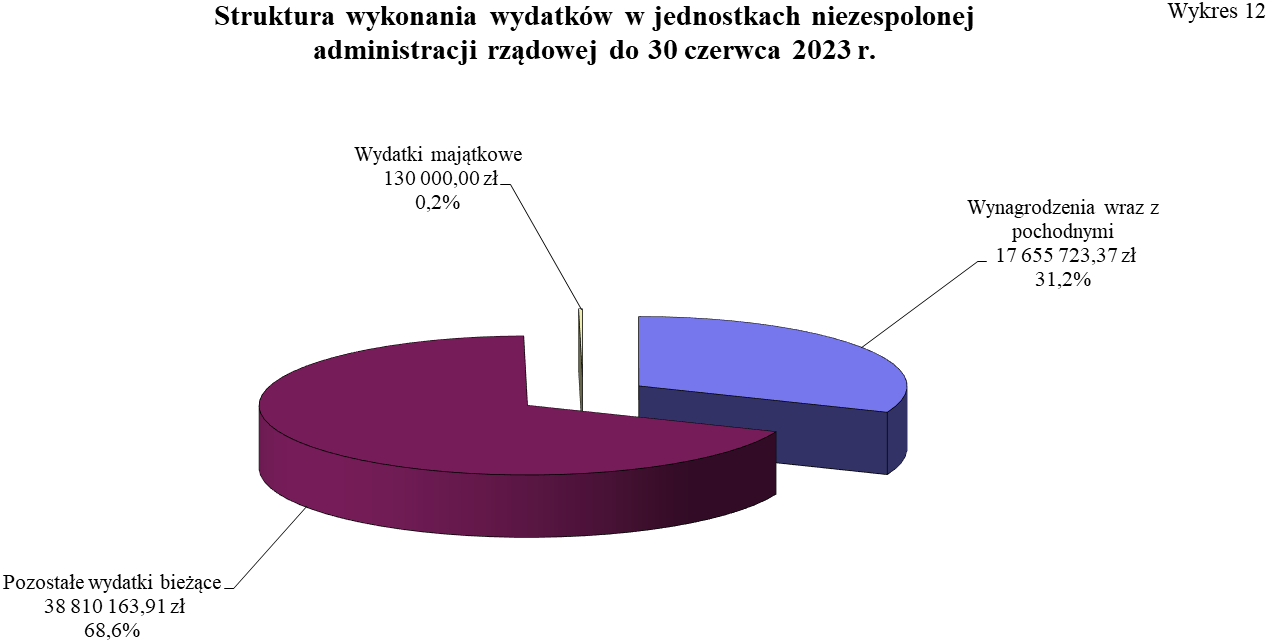 Struktura wykonania wydatków w jednostkach niezespolonej
administracji rządowej do 30 czerwca 2023 r.
Wykres 12
Wydatki majątkowe
130 000,00 zł
0,2%
Wynagrodzenia wraz z
pochodnymi
17 655 723,37 zł
31,2%
Pozostałe wydatki bieżące
38 810 163,91 zł
68,6%